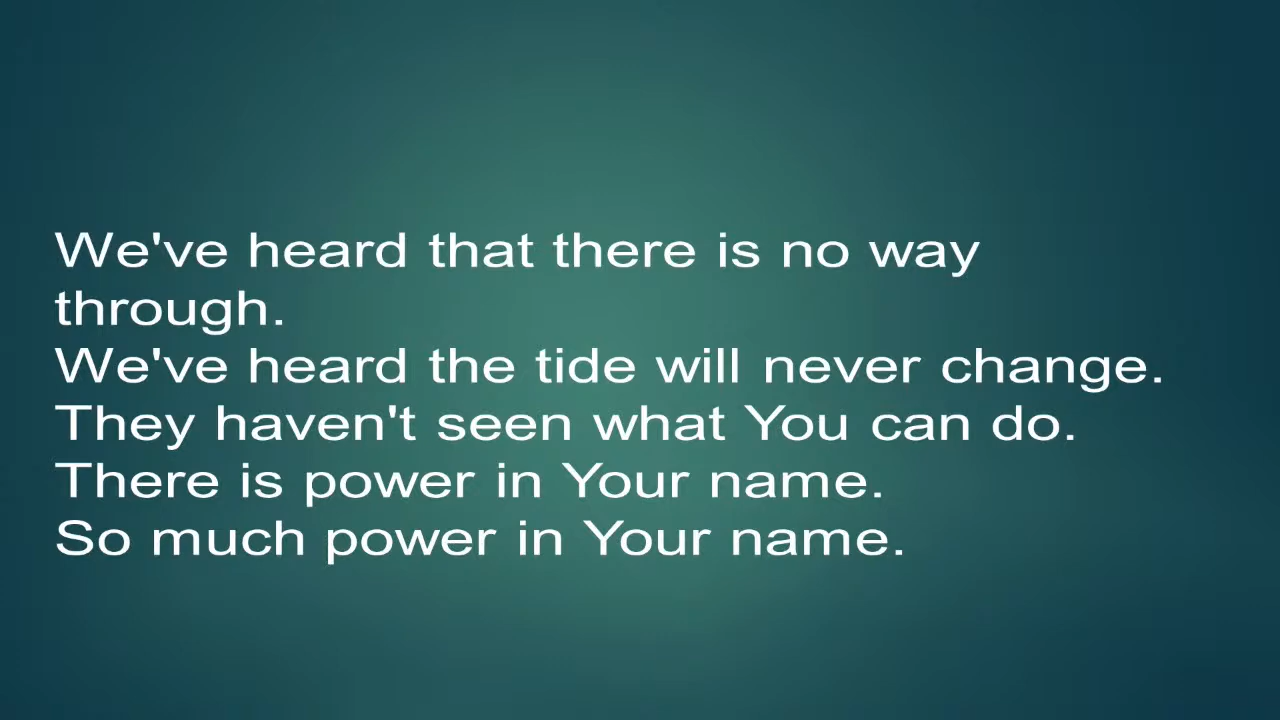 We've heard that there is no way
through.
We've heard the tide will never change.
They haven't seen what You can do.
There is power in Your name.
So much power in Your name.